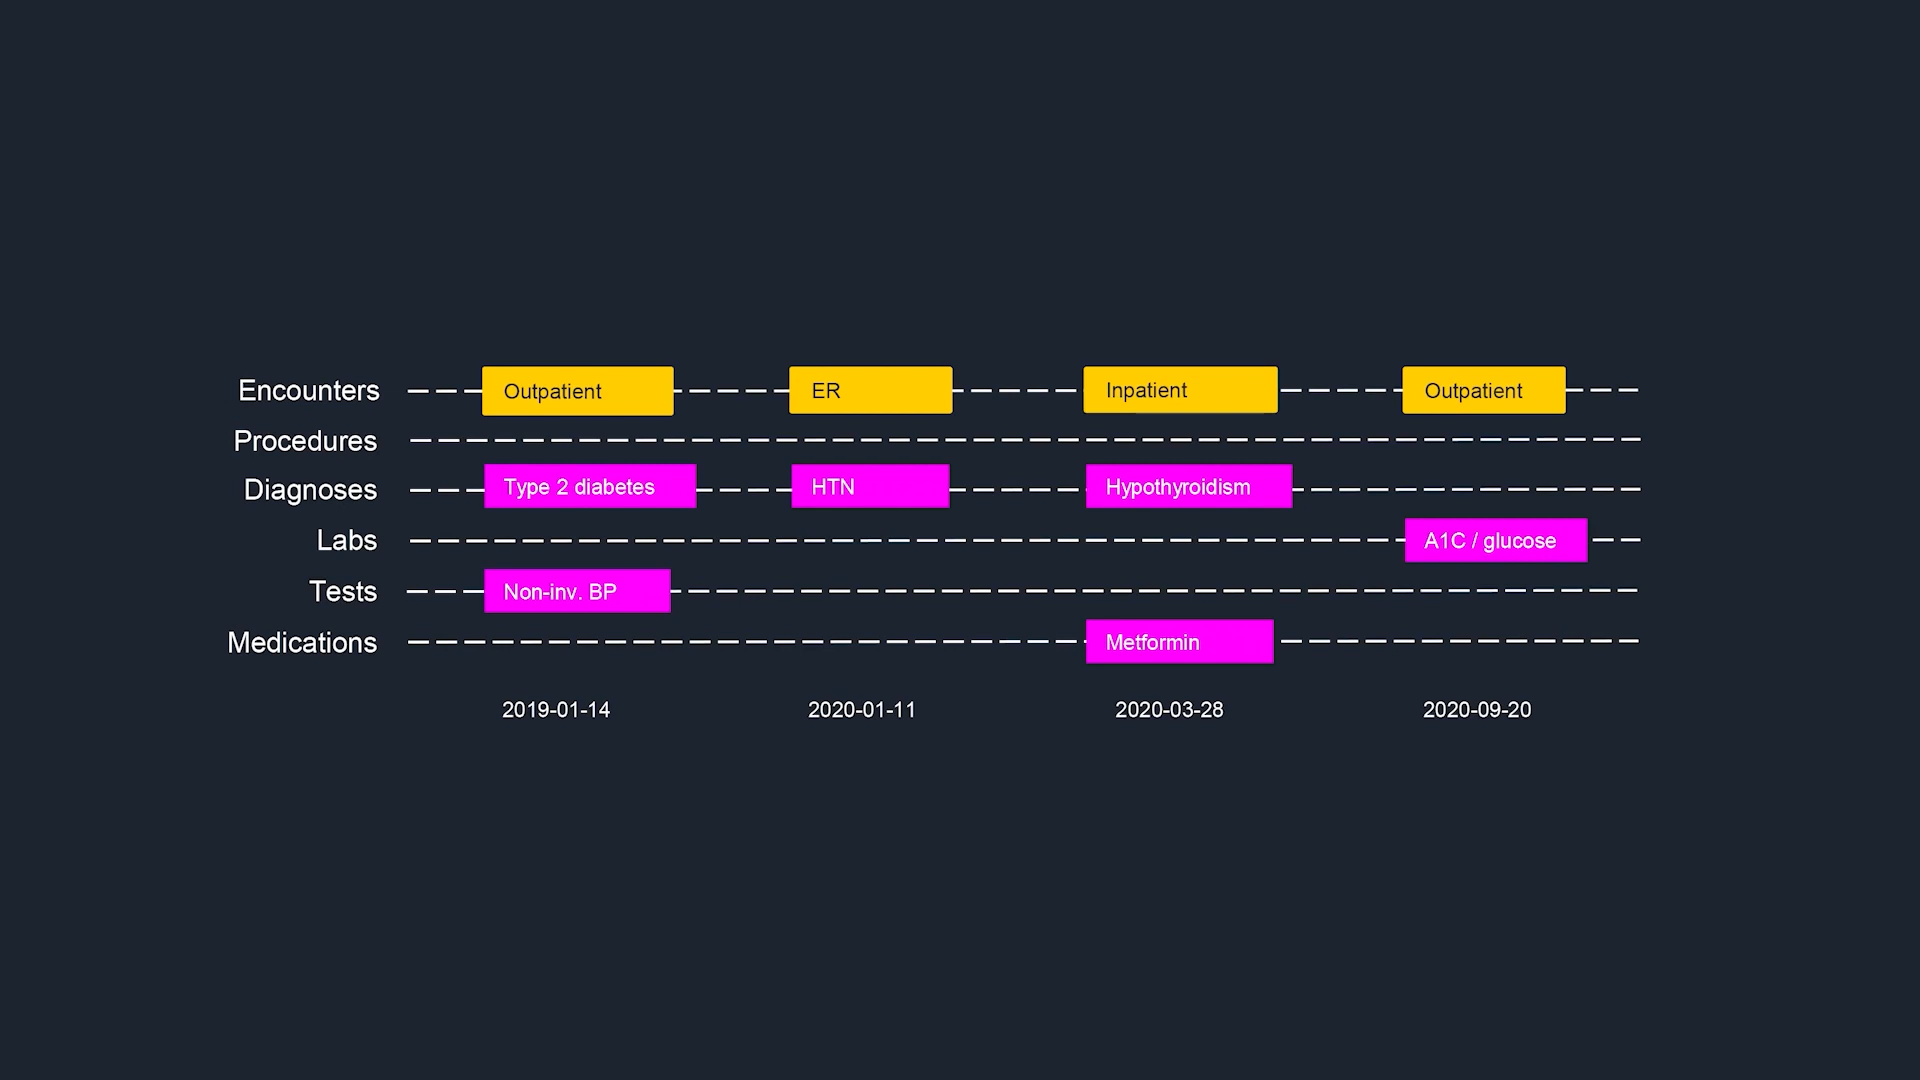 Encounters Outpatient ER Inpatient Outpatient
Procedures
Diagnoses Type 2 diabetes HTN Hypothyroidism
Labs A1C / glucose
Tests Non-inv. BP
Medications Metformin
2019-01-14 2020-01-11 2020-03-28 2020-09-20